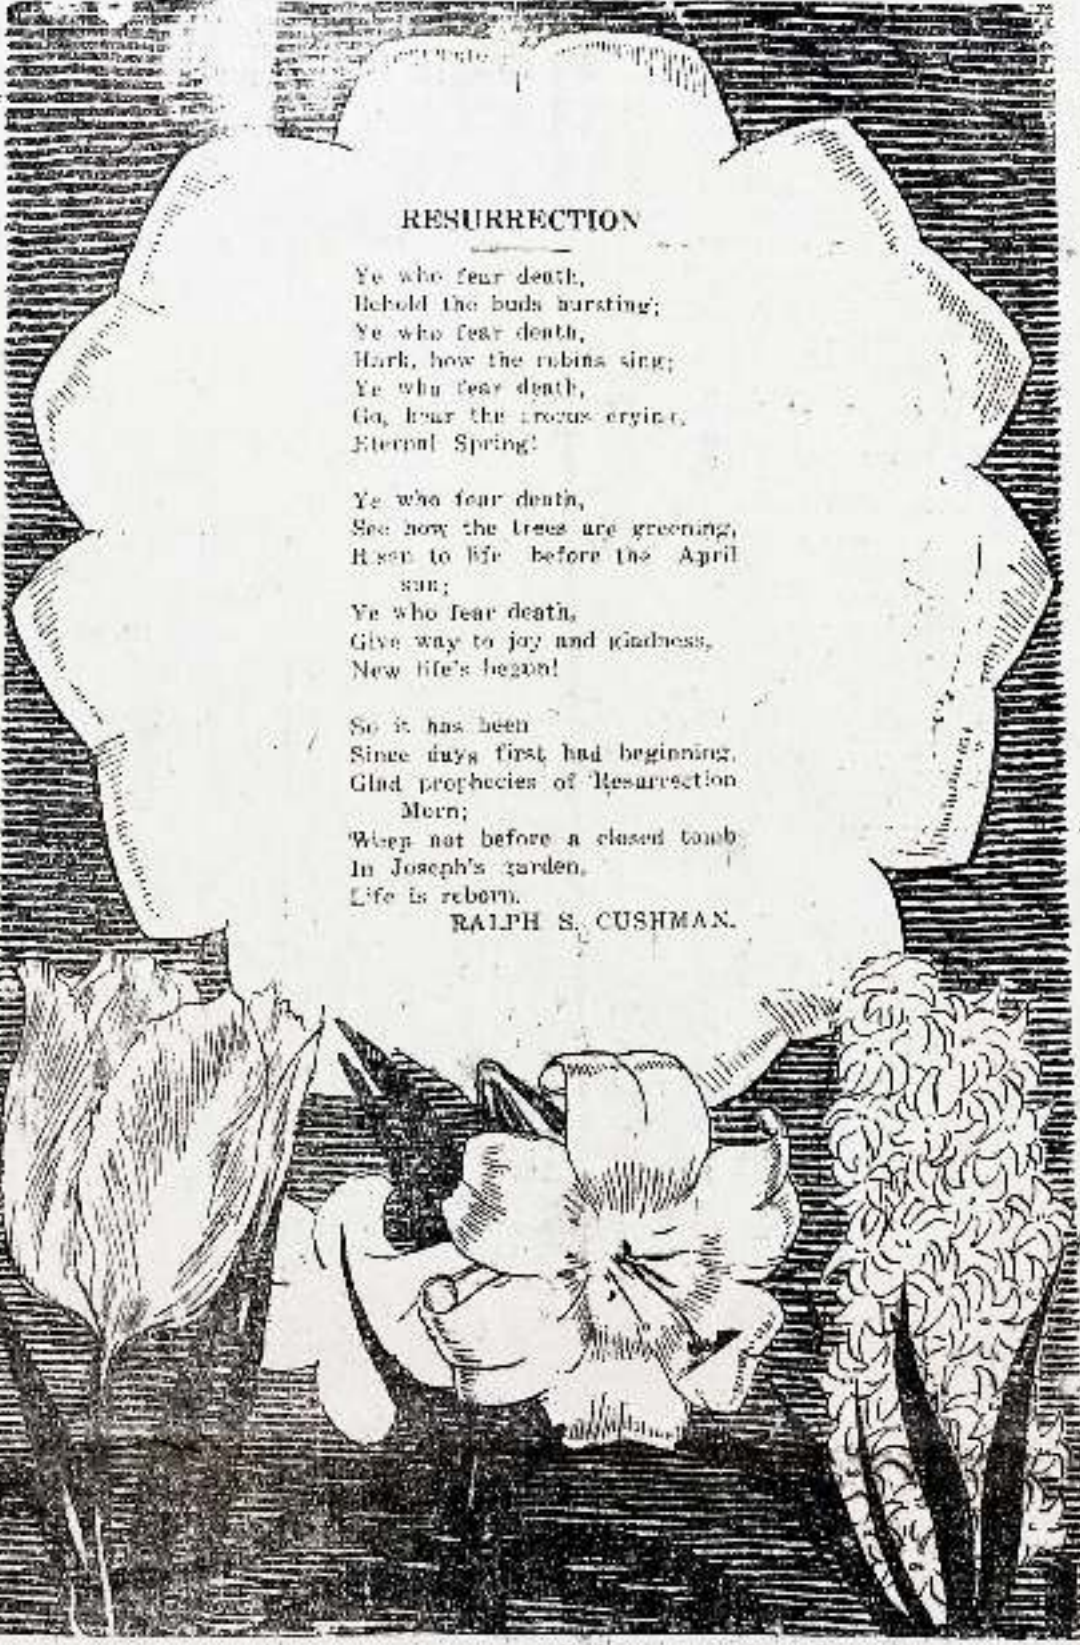 RESURRECTION
Ye who fear death,
Behold the buds bursting;
Ye who fear death,
Hark, how the robins sing;
Ye who fear death,
Go, hear the crocus crying,
Eternal Spring!
Ye who fear death,
See how the trees are greening,
Risen to life before the April
sun;
Ye who fear death,
Give way to joy and gladness,
New life's begun!
So it has been
Since days first had beginning,
Glad prophecies of Resurrection
Morn;
Weep not before a closed tomb
In Joseph's garden,
Life is reborn.
RALPH S. CUSHMAN.